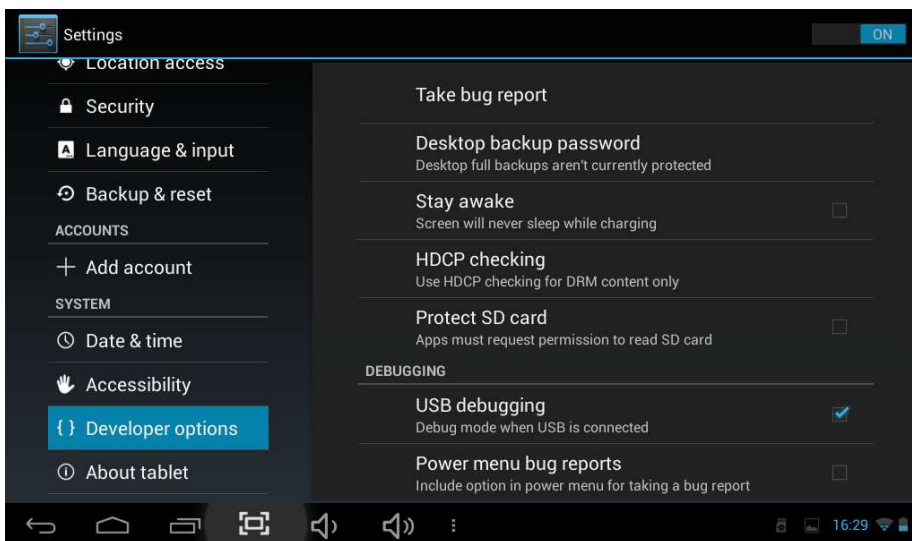 Settings
ON
Location access
Security
Language & input
Backup & reset
ACCOUNTS
Add account
SYSTEM
Date & time
Accessibility
{ } Developer options
About tablet
Take bug report
Desktop backup password
Desktop full backups aren't currently protected
Stay awake
Screen will never sleep while charging
HDCP checking
Use HDCP checking for DRM content only
Protect SD card
Apps must request permission to read SD card
DEBUGGING
USB debugging
Debug mode when USB is connected
Power menu bug reports
Include option in power menu for taking a bug report
16:29